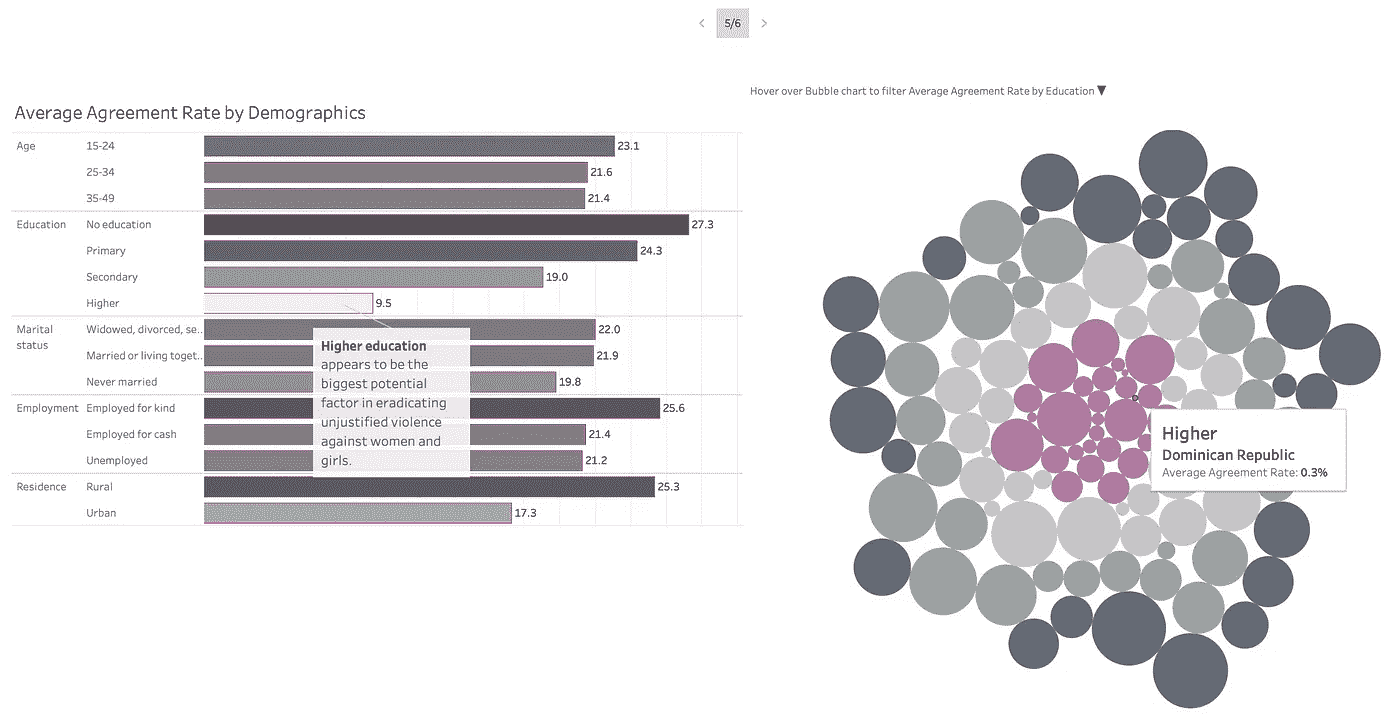 < 5/6 >
Hover over Bubble chart to filter Average Agreement Rate by Education ▼
Average Agreement Rate by Demographics
Age 15-24 23.1
25-34 21.6
35-49 21.4
Education No education 27.3
Primary 24.3
Secondary 19.0
Higher 9.5
Marital status Widowed, divorced, se.. 22.0
Married or living toget.. 21.9
Never married 19.8
Employment Employed for kind 25.6
Employed for cash 21.4
Unemployed 21.2
Residence Rural 25.3
Urban 17.3
Higher education
appears to be the
biggest potential
factor in eradicating
unjustified violence
against women and
girls.
Higher
Dominican Republic
Average Agreement Rate: 0.3%